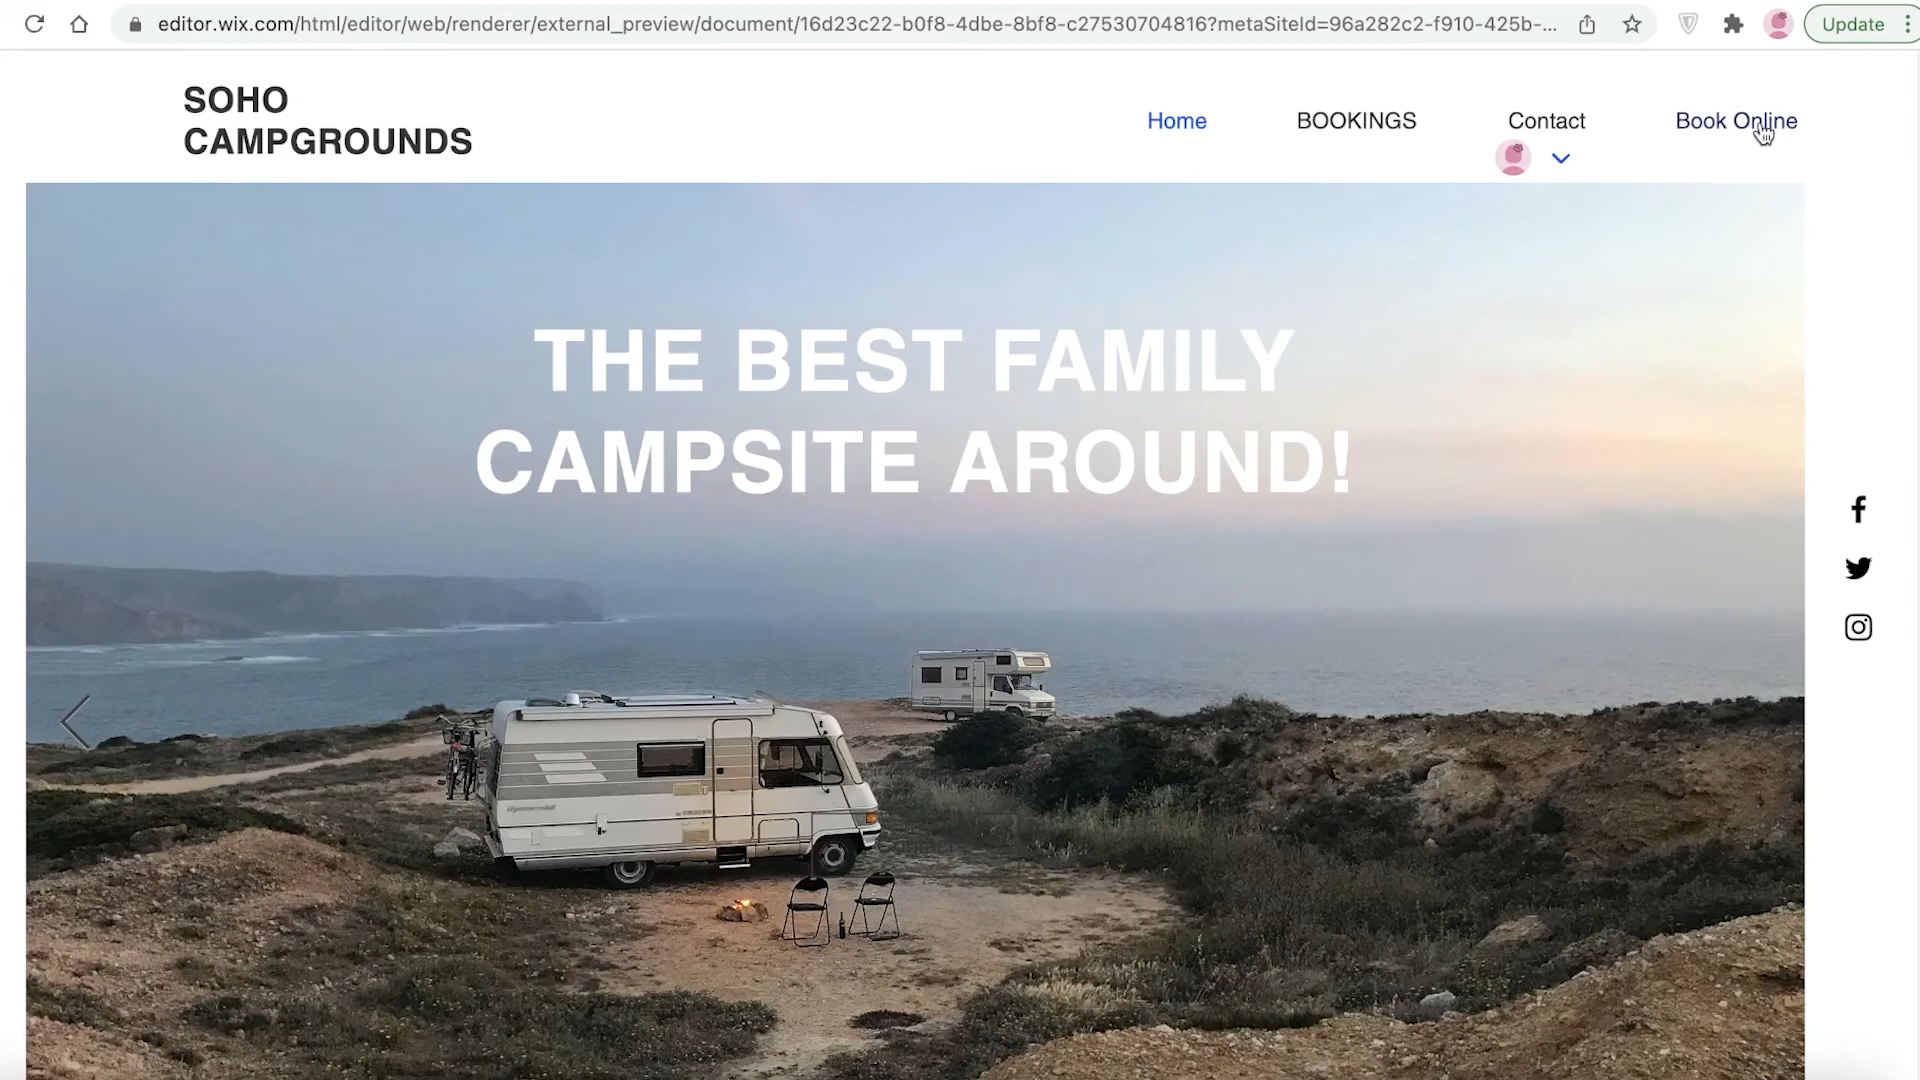 editor.wix.com/html/editor/web/renderer/external_preview/document/16d23c22-b0f8-4dbe-8bf8-c27530704816?metaSiteId=96a282c2-f910-425b-...
Update
SOHO
CAMPGROUNDS
Home
BOOKINGS
Contact
Book Online
THE BEST FAMILY
CAMPSITE AROUND!